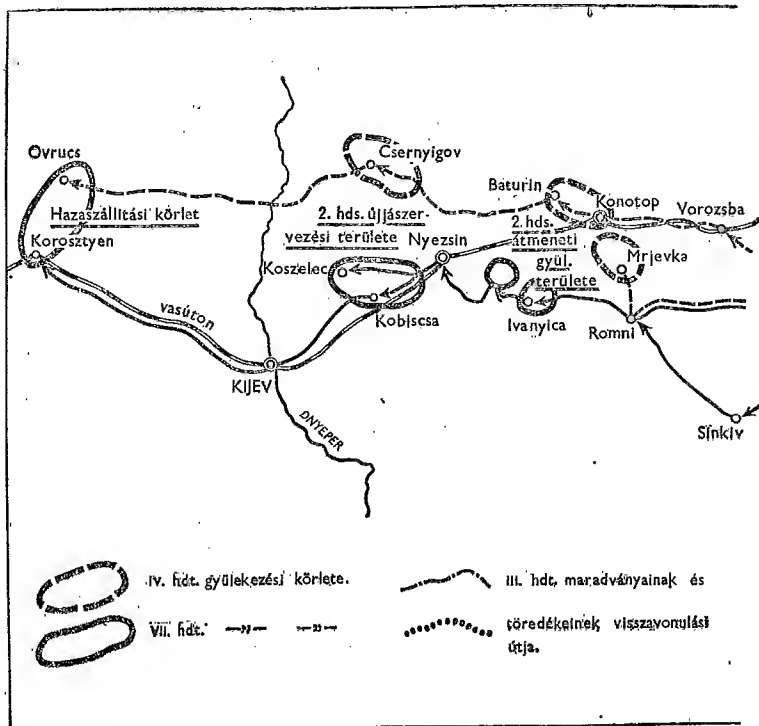 Ovrucs
Csernyigov
Baturin
Konotop
Vorozsba
Hazaszállítási körlet
2. hds. újjászer-
vezési területe
2. hds.
átmeneti
gyül.
területe
Korosztyen
Nyezsin
Mrjevka
Koszelec
vasúton
Kobiscsa
Ivanyica
Romni
KIJEV
DNYEPER
Sinkiv
IV. hdt. gyülekezési körlete.
III. hdt. maradványainak és
VII. hdt. —„— —„—
töredékeinek visszavonulási
útja.